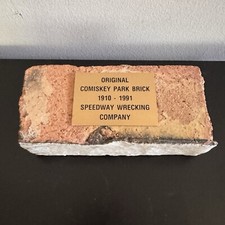 ORIGINAL
COMISKEY PARK BRICK
1910 - 1991
SPEEDWAY WRECKING
COMPANY